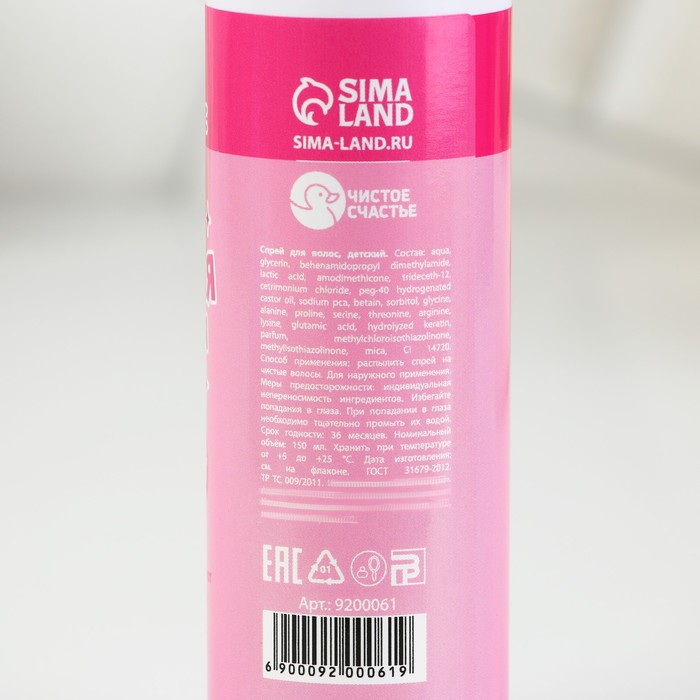 SIMA
LAND
SIMA-LAND.RU
ЧИСТОЕ
СЧАСТЬЕ
Спрей для волос, детский. Состав: aqua,
glycerin, behenamidopropyl dimethylamide,
lactic acid, amodimethicone, trideceth-12,
cetrimonium chloride, peg-40 hydrogenated
castor oil, sodium pca, betain, sorbitol, glycine,
alanine, proline, serine, threonine, arginine,
lysine, glutamic acid, hydrolyzed keratin,
parfum, methylchloroisothiazolinone,
methylisothiazolinone, mica, CI 14720.
Способ применения: распылить спрей на
чистые волосы. Для наружного применения.
Меры предосторожности: индивидуальная
непереносимость ингредиентов. Избегайте
попадания в глаза. При попадании в глаза
необходимо тщательно промыть их водой.
Срок годности: 36 месяцев. Номинальный
объём: 150 мл. Хранить при температуре
от +5 до +25 °С. Дата изготовления:
см. на флаконе. ГОСТ 31679-2012.
ТР ТС 009/2011.
EAC 01
Арт.: 9200061
6 900092 000619